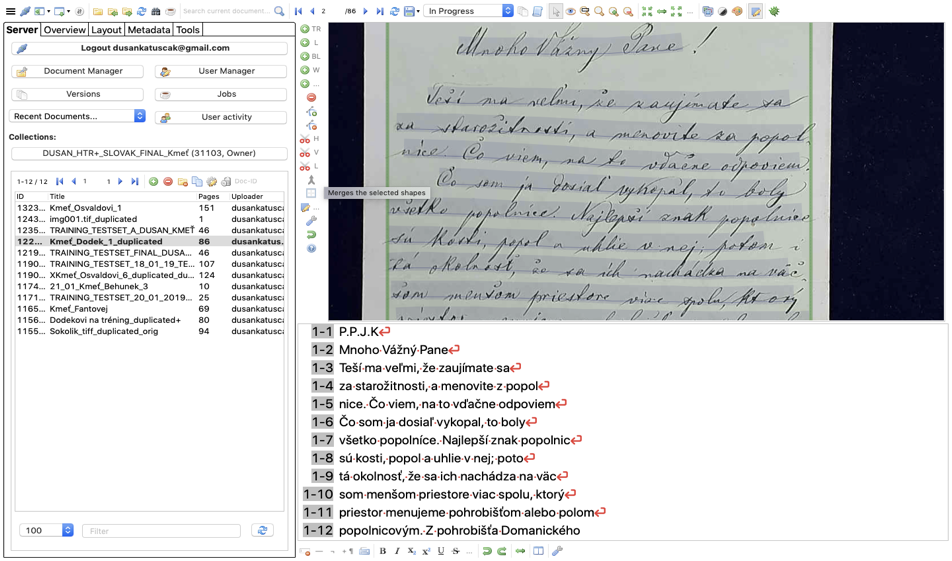 2 /86 In Progress
Search current document...
Server Overview Layout Metadata Tools
Logout dusankatuscak@gmail.com
Document Manager User Manager
Versions Jobs
Recent Documents... User activity
Collections:
DUSAN_HTR+_SLOVAK_FINAL_Kmeť (31103, Owner)
1-12 / 12 1 /1 Doc-ID
ID Title Pages Uploader
1323... Kmeť_Osvaldovi_1 151 dusankatusca
1243... img001.tif_duplicated 1 dusankatusca
1235... TRAINING_TESTSET_A_DUSAN_KMEŤ 46 dusankatusca
122... Kmeť_Dodek_1_duplicated 86 dusankatus.
1219... TRAINING_TESTSET_FINAL_DUSA... 46 dusankatusca
1190... TRAINING_TESTSET_18_01_19_TE... 107 dusankatusca
1190... XKmeť_Osvaldovi_6_duplicated_du... 124 dusankatusca
1174... 21_01_Kmeť_Behunek_3 10 dusankatusca
1171... TRAINING_TESTSET_20_01_2019... 25 dusankatusca
1165... Kmeť_Fantovej 69 dusankatusca
1156... Dodekovi na tréning_duplicated+ 80 dusankatusca
1155... Sokolik_tiff_duplicated_orig 94 dusankatusca
100 Filter
TR
L
BL
W
...
H
V
L
Merges the selected shapes
...
Mnoho Vážny Pane!
Teší ma veľmi, že zaujímate sa
za starožitnosti, a menovite za popol-
nice. Čo viem, na to vďačne odpoviem.
Čo som ja dosiaľ vykopal, to boly
všetko popolnice. Najlepší znak popolnice
sú kosti, popol a uhlie v nej; potom i
tá okolnosť, že sa ich nachádza na väč-
šom menšom priestore viac spolu, ktorý
1-1 P.P.J.K
1-2 Mnoho·Vážný·Pane
1-3 Teší·ma·veľmi,·že·zaujímate·sa
1-4 za·starožitnosti,·a·menovite·z·popol
1-5 nice.·Čo·viem,·na·to·vďačne·odpoviem
1-6 Čo·som·ja·dosiaľ·vykopal,·to·boly
1-7 všetko·popolníce.·Najlepší·znak·popolnic
1-8 sú·kosti,·popol·a·uhlie·v·nej;·poto
1-9 tá·okolnosť,·že·sa·ich·nachádza·na·väc
1-10 som·menšom·priestore·viac·spolu,·ktorý
1-11 priestor·menujeme·pohrobišťom·alebo·polom
1-12 popolnicovým.·Z·pohrobišťa·Domanického
B I X₂ X² U S ...